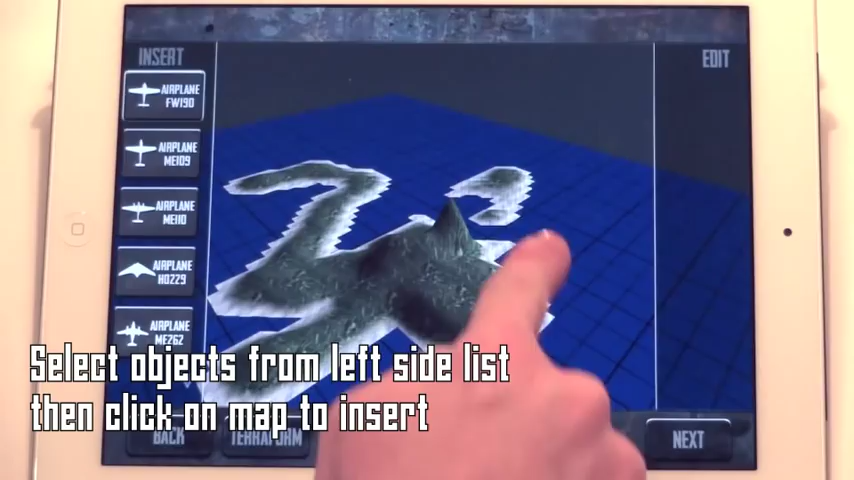 INSERT
EDIT
AIRPLANE
FW190
AIRPLANE
ME109
AIRPLANE
ME110
AIRPLANE
HO229
AIRPLANE
ME262
Select objects from left side list
then click on map to insert
BACK
TERRAFORM
NEXT